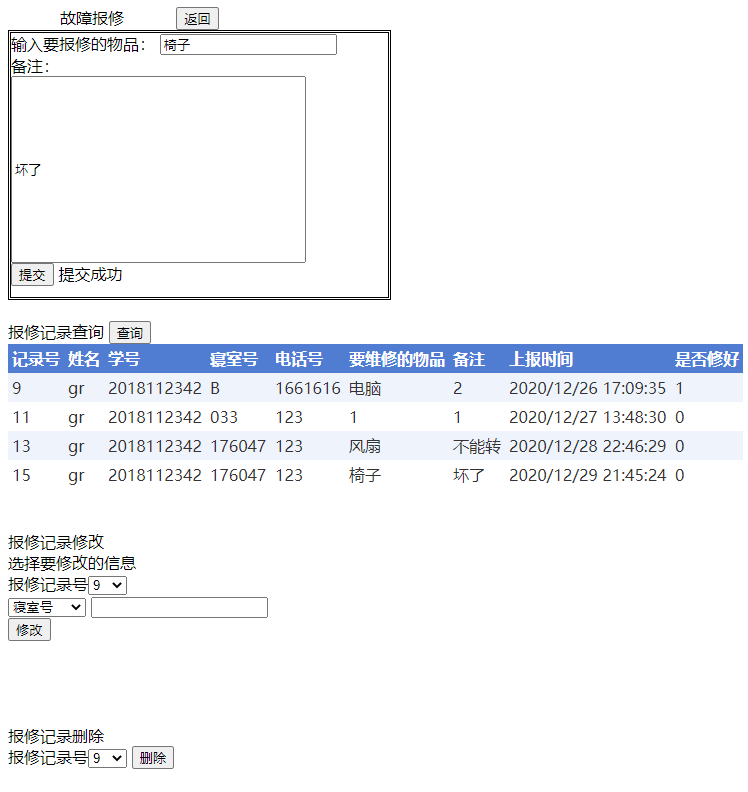 故障报修 返回
输入要报修的物品： 椅子
备注：
坏了
提交 提交成功
报修记录查询 查询
记录号 姓名 学号 寝室号 电话号 要维修的物品 备注 上报时间 是否修好
9 gr 2018112342 B 1661616 电脑 2 2020/12/26 17:09:35 1
11 gr 2018112342 033 123 1 1 2020/12/27 13:48:30 0
13 gr 2018112342 176047 123 风扇 不能转 2020/12/28 22:46:29 0
15 gr 2018112342 176047 123 椅子 坏了 2020/12/29 21:45:24 0
报修记录修改
选择要修改的信息
报修记录号 9
寝室号
修改
报修记录删除
报修记录号 9 删除